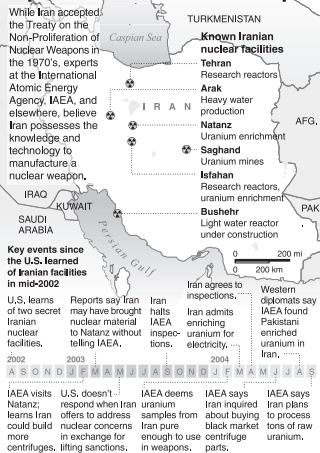 While Iran accepted
the Treaty on the
Non-Proliferation of
Nuclear Weapons in
the 1970's, experts
at the International
Atomic Energy
Agency, IAEA, and
elsewhere, believe
Iran possesses the
knowledge and
technology to
manufacture a
nuclear weapon.
TURKMENISTAN
Caspian Sea
Known Iranian
nuclear facilities
Tehran
Research reactors
Arak
Heavy water
production
IRAN
AFG.
Natanz
Uranium enrichment
Saghand
Uranium mines
Isfahan
Research reactors,
uranium enrichment
Bushehr
Light water reactor
under construction
IRAQ
KUWAIT
SAUDI
ARABIA
PAK
Persian Gulf
0 200 mi
0 200 km
Key events since
the U.S. learned
of Iranian facilities
in mid-2002
U.S. learns
of two secret
Iranian
nuclear
facilities.
Reports say Iran
may have brought
nuclear material
to Natanz without
telling IAEA.
Iran
halts
IAEA
inspec-
tions.
Iran agrees to
inspections.
Iran admits
enriching
uranium for
electricity.
Western
diplomats say
IAEA found
Pakistani
enriched
uranium in
Iran.
2002 2003 2004
A S O N D J F M A M J J A S O N D J F M A M J J A S
IAEA visits
Natanz;
learns Iran
could build
more
centrifuges.
U.S. doesn't
respond when Iran
offers to address
nuclear concerns
in exchange for
lifting sanctions.
IAEA deems
uranium
samples from
Iran pure
enough to use
in weapons.
IAEA says
Iran inquired
about buying
black market
centrifuge
parts.
IAEA says
Iran plans
to process
tons of raw
uranium.